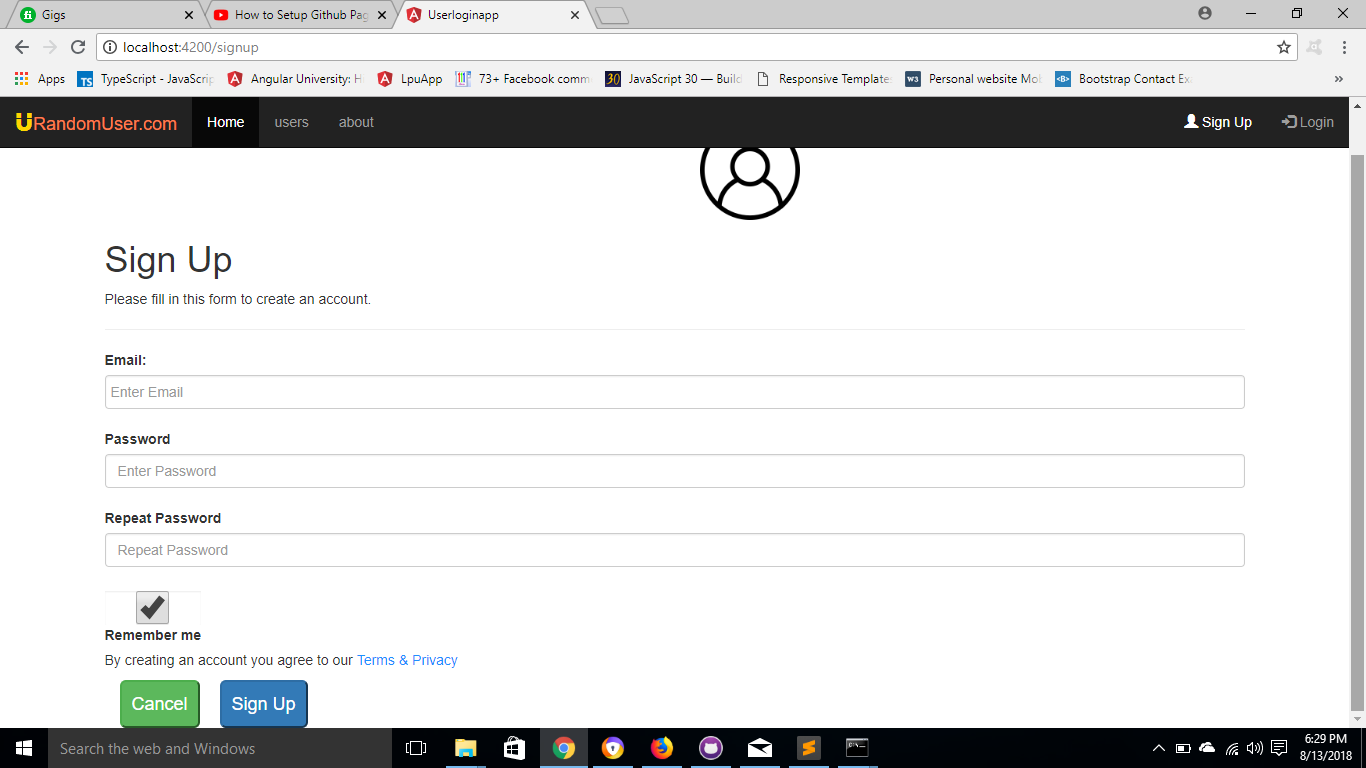 Gigs
How to Setup Github Pag
Userloginapp
localhost:4200/signup
Apps
TypeScript - JavaScrip
Angular University: H
LpuApp
73+ Facebook comm
30 JavaScript 30 — Build
Responsive Template
W3 Personal website Mo
<B> Bootstrap Contact Ex
»
RandomUser.com
Home
users
about
Sign Up
Login
Sign Up
Please fill in this form to create an account.
Email:
Enter Email
Password
Enter Password
Repeat Password
Repeat Password
Remember me
By creating an account you agree to our Terms & Privacy
Cancel
Sign Up
Search the web and Windows
6:29 PM
8/13/2018